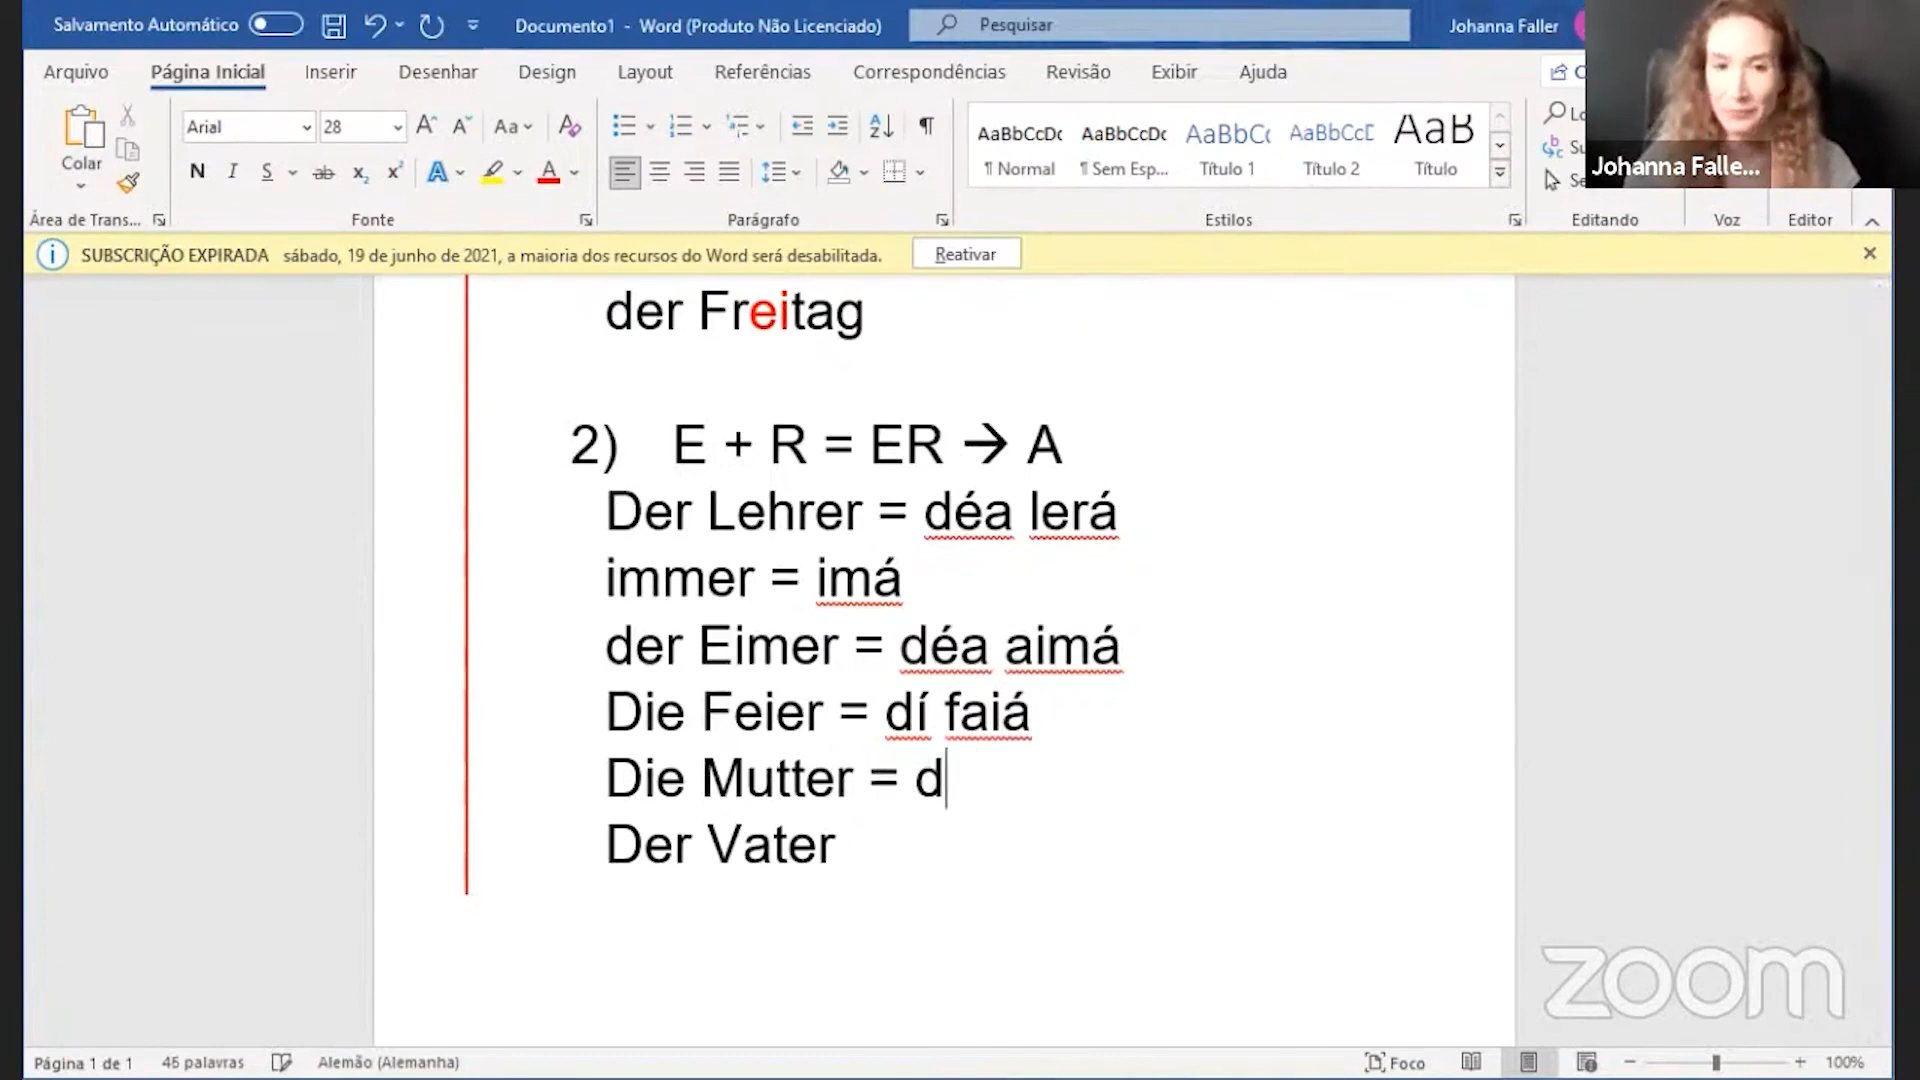 Salvamento Automático
Documento1 - Word (Produto Não Licenciado)
Pesquisar
Johanna Faller
Arquivo Página Inicial Inserir Desenhar Design Layout Referências Correspondências Revisão Exibir Ajuda
Colar
Arial 28
Aa
N I S ab x₂ x² A A
AaBbCcDc AaBbCcDc AaBbC AaBbCcE AaB
¶ Normal ¶ Sem Esp... Título 1 Título 2 Título
Johanna Falle...
Área de Trans... Fonte Parágrafo Estilos Editando Voz Editor
SUBSCRIÇÃO EXPIRADA sábado, 19 de junho de 2021, a maioria dos recursos do Word será desabilitada. Reativar
der Freitag
2) E + R = ER → A
Der Lehrer = déa lerá
immer = imá
der Eimer = déa aimá
Die Feier = dí faiá
Die Mutter = d
Der Vater
zoom
Página 1 de 1 45 palavras Alemão (Alemanha) Foco 100%